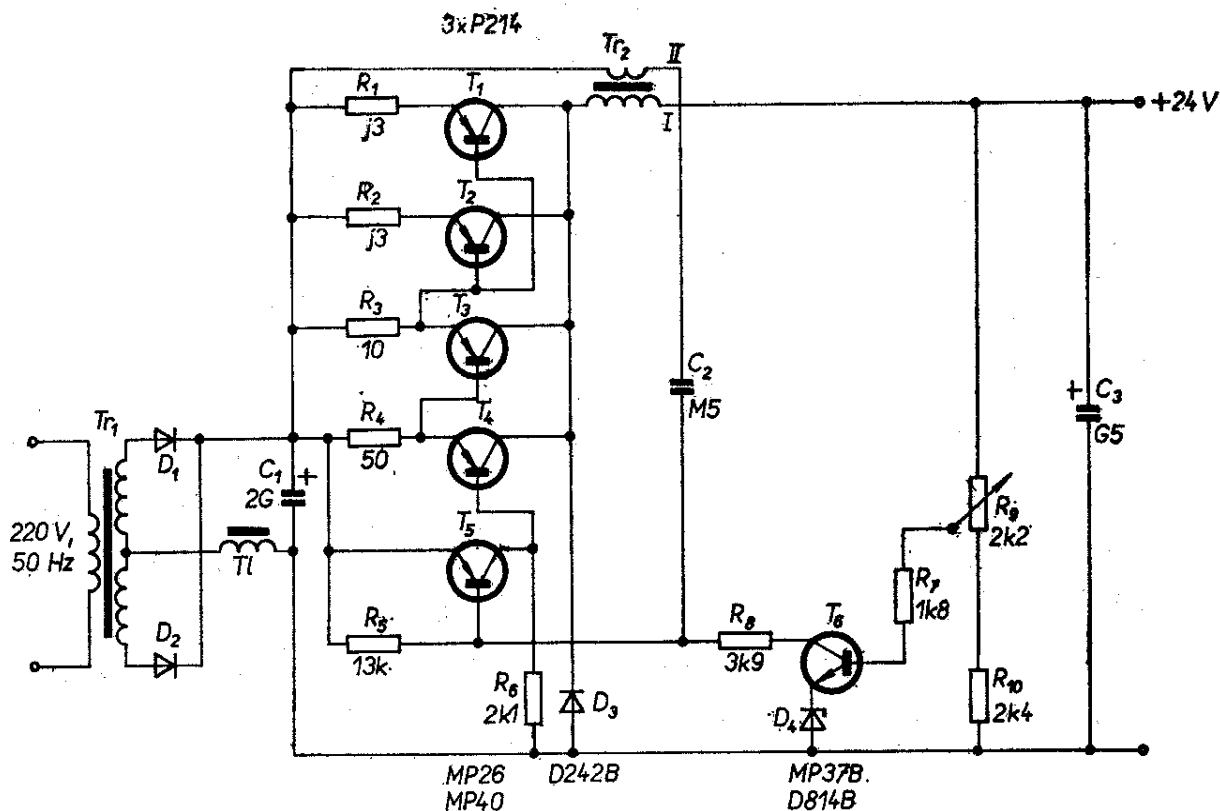 3xP214
Tr2
II
I
R1
j3
T1
+24V
R2
j3
T2
R3
10
T3
C2
M5
C3
+
G5
Tr1
D1
C1
+
2G
R4
50
T4
220 V,
50 Hz
Tl
T5
R9
2k2
D2
R5
13k
R7
1k8
R8
3k9
T6
R6
2k1
D3
D4
R10
2k4
MP26
MP40
D242B
MP37B
D814B